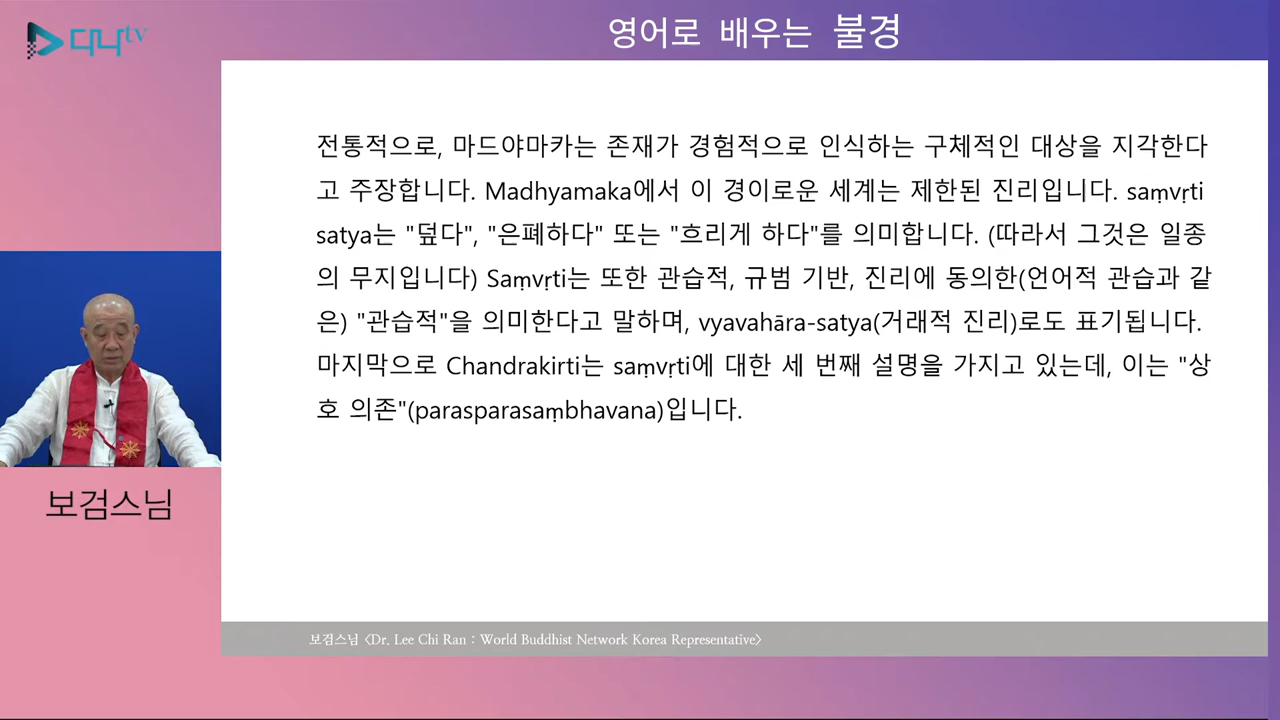 다나tv
영어로 배우는 불경
전통적으로, 마드야마카는 존재가 경험적으로 인식하는 구체적인 대상을 지각한다
고 주장합니다. Madhyamaka에서 이 경이로운 세계는 제한된 진리입니다. saṃvṛti
satya는 "덮다", "은폐하다" 또는 "흐리게 하다"를 의미합니다. (따라서 그것은 일종
의 무지입니다) Saṃvṛti는 또한 관습적, 규범 기반, 진리에 동의한(언어적 관습과 같
은) "관습적"을 의미한다고 말하며, vyavahāra-satya(거래적 진리)로도 표기됩니다.
마지막으로 Chandrakirti는 saṃvṛti에 대한 세 번째 설명을 가지고 있는데, 이는 "상
호 의존"(parasparasaṃbhavana)입니다.
보검스님
보검스님 <Dr. Lee Chi Ran : World Buddhist Network Korea Representative>